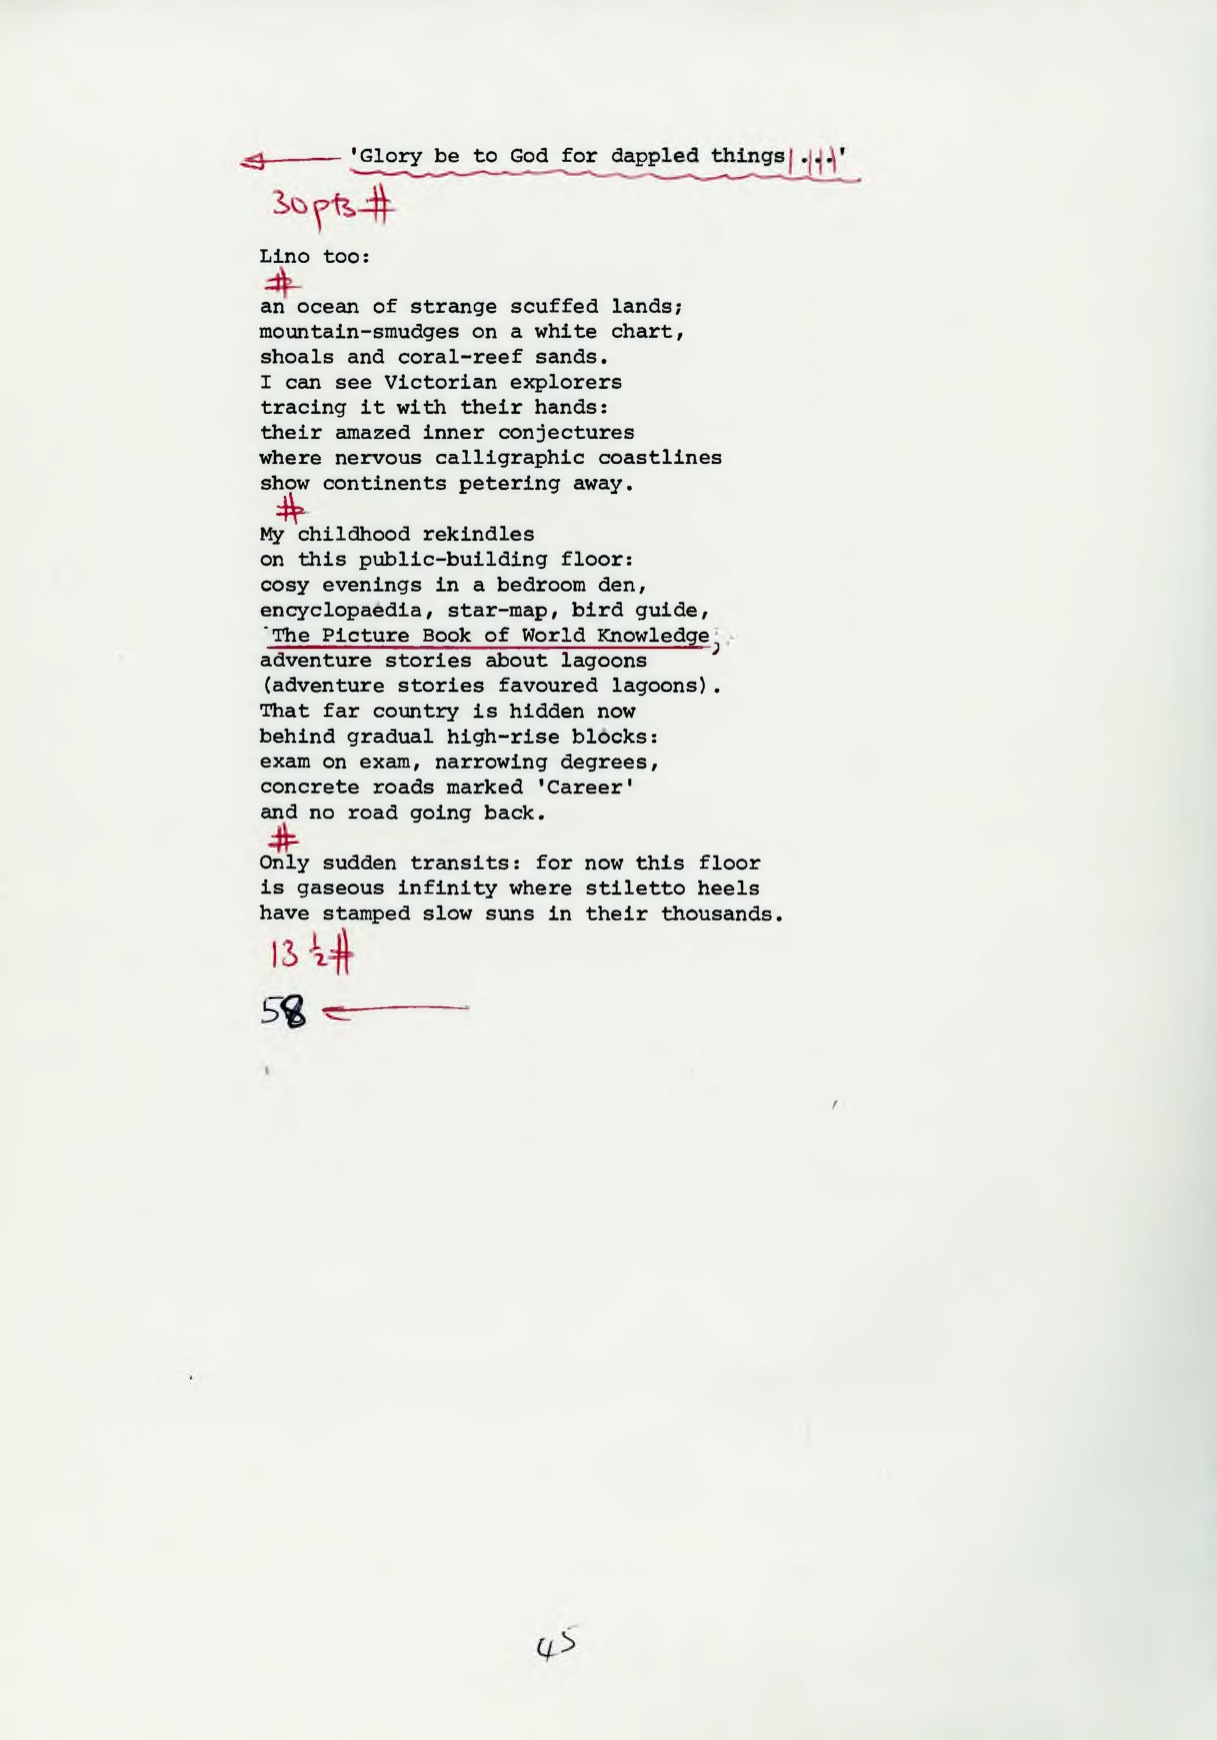 'Glory be to God for dappled things ....'
30pts #
Lino too:
#
an ocean of strange scuffed lands;
mountain-smudges on a white chart,
shoals and coral-reef sands.
I can see Victorian explorers
tracing it with their hands:
their amazed inner conjectures
where nervous calligraphic coastlines
show continents petering away.
#
My childhood rekindles
on this public-building floor:
cosy evenings in a bedroom den,
encyclopaedia, star-map, bird guide,
The Picture Book of World Knowledge,
adventure stories about lagoons
(adventure stories favoured lagoons).
That far country is hidden now
behind gradual high-rise blocks:
exam on exam, narrowing degrees,
concrete roads marked 'Career'
and no road going back.
#
Only sudden transits: for now this floor
is gaseous infinity where stiletto heels
have stamped slow suns in their thousands.
13 ½ #
58
45